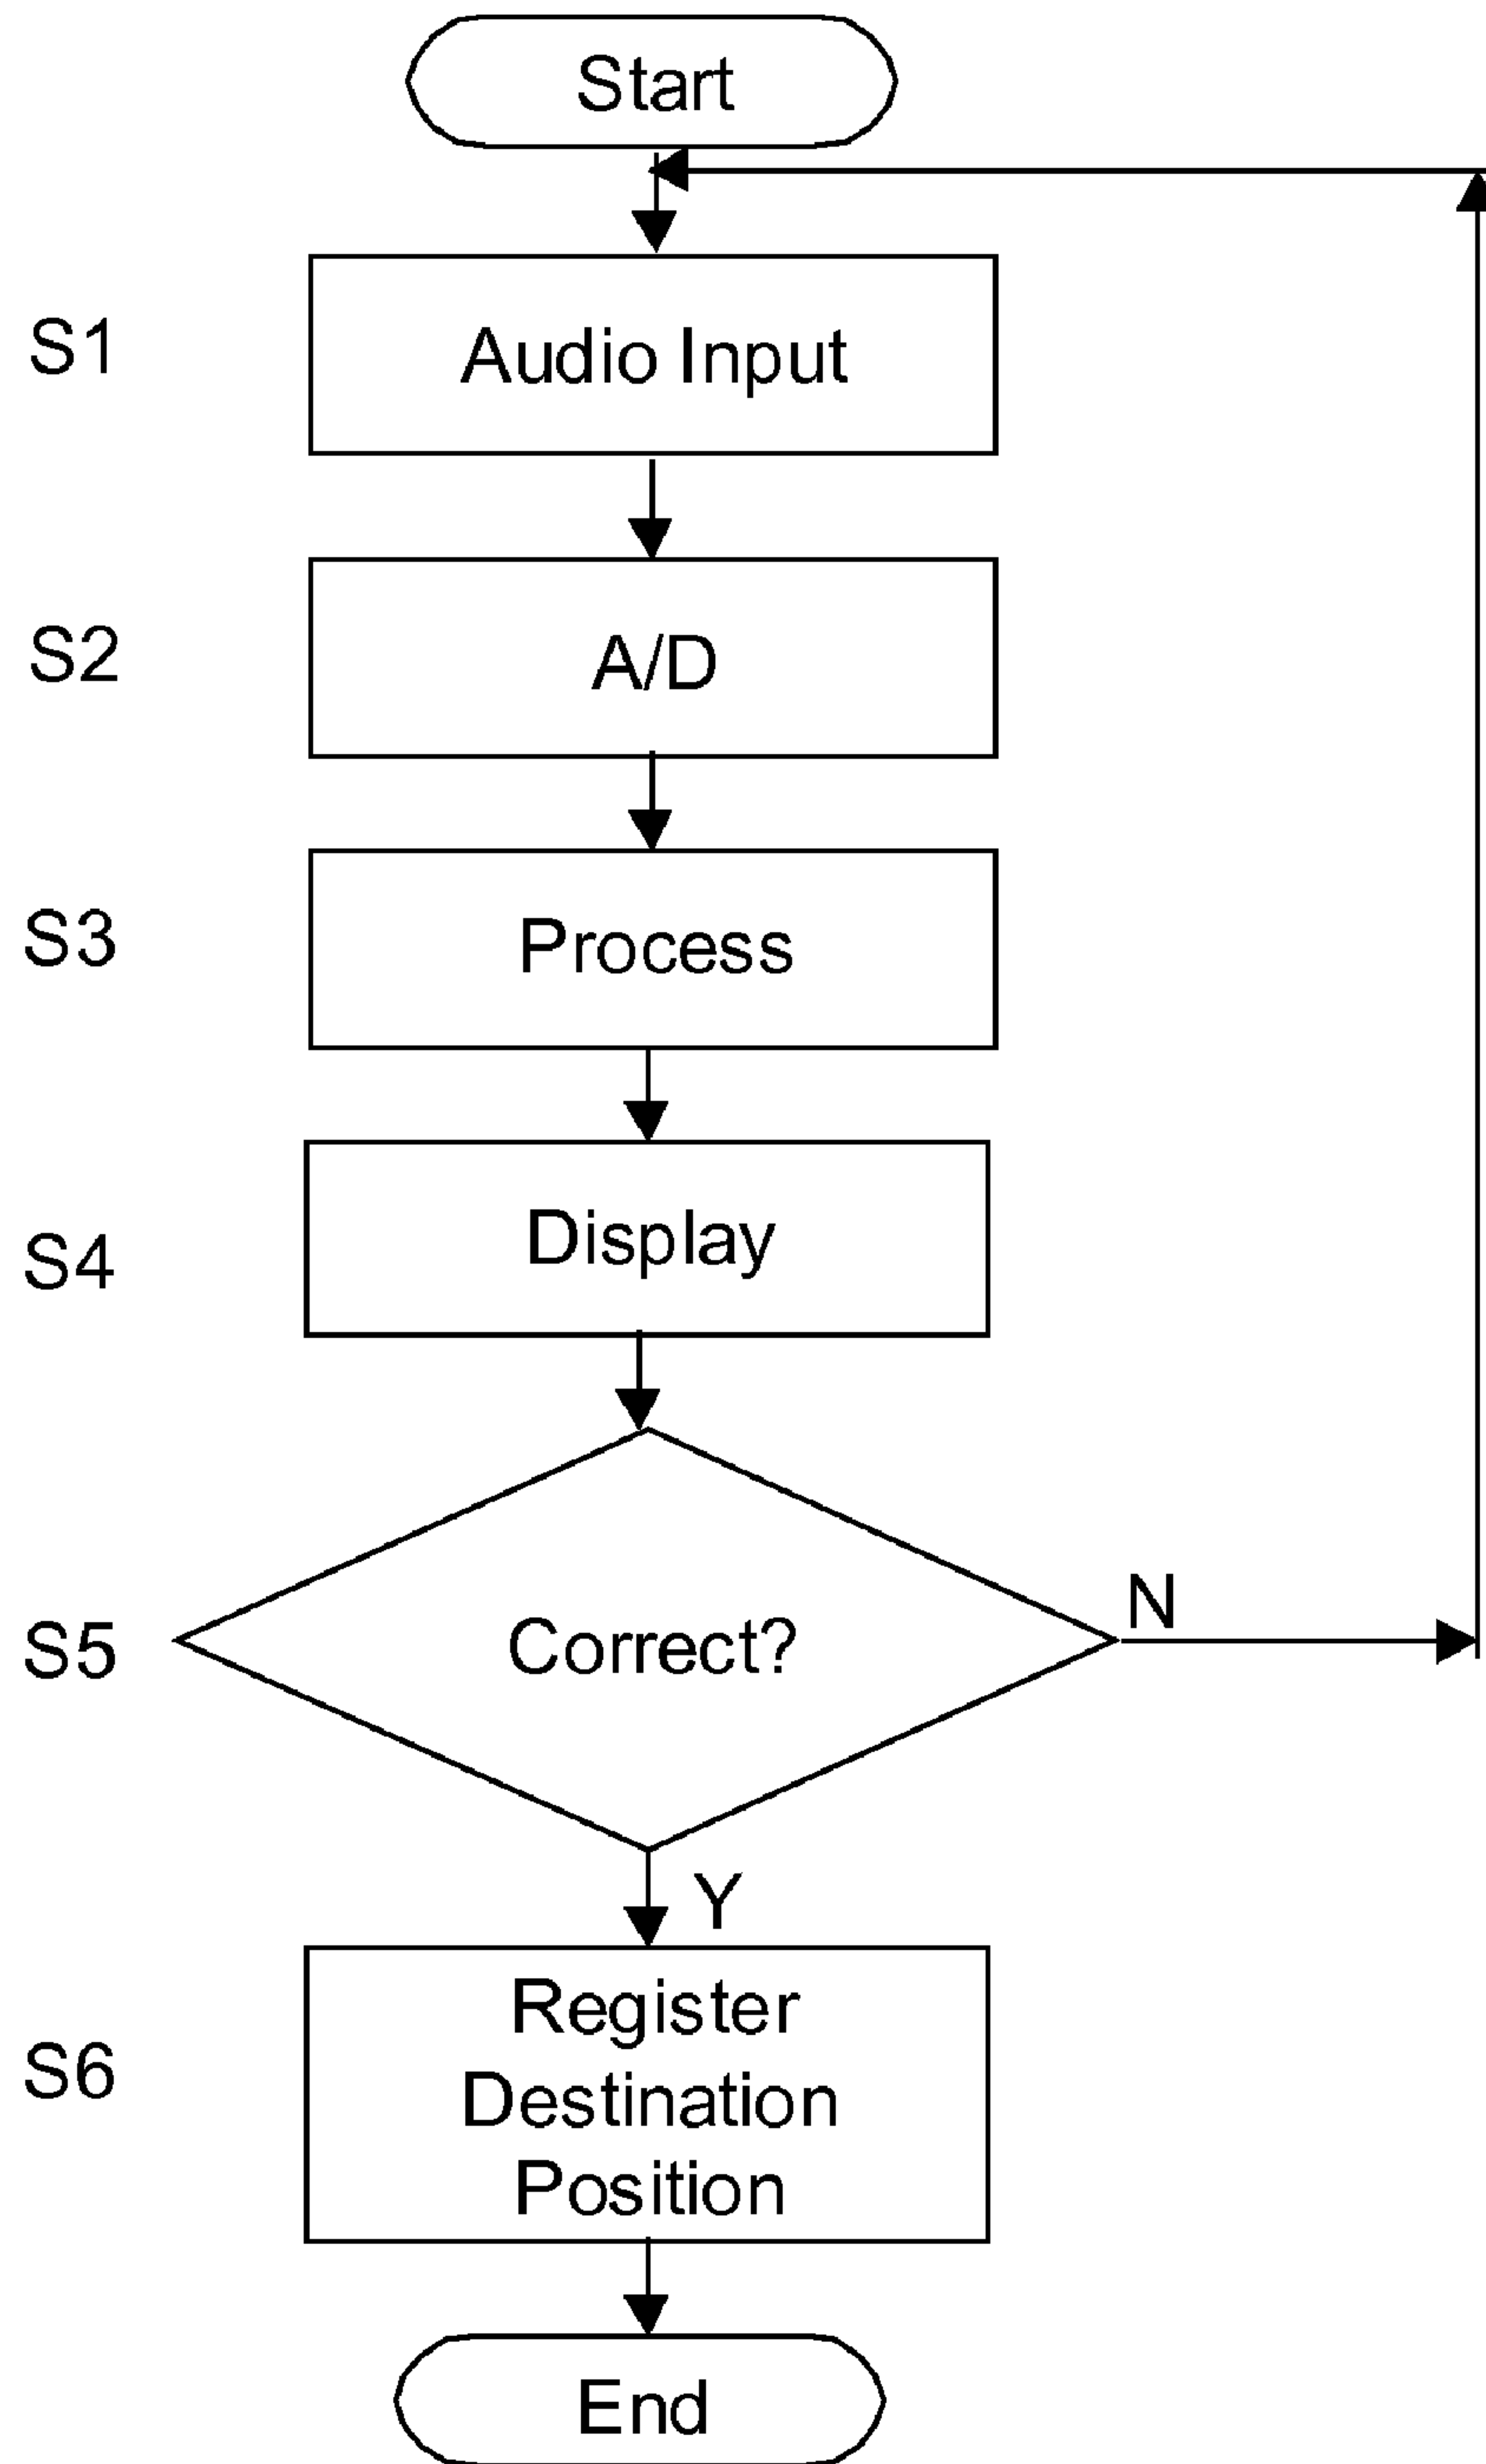 Start
S1
Audio Input
S2
A/D
S3
Process
S4
Display
S5
Correct?
N
Y
S6
Register
Destination
Position
End